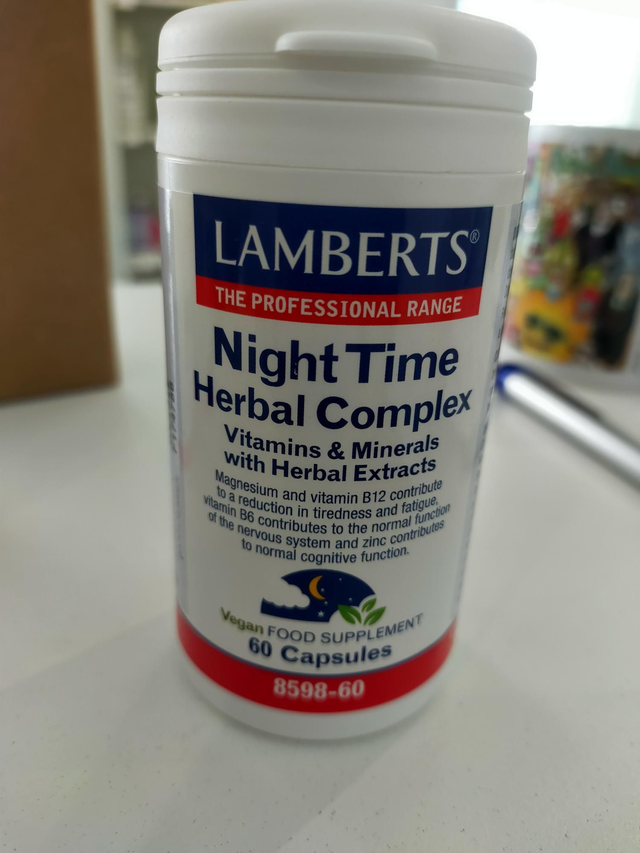 LAMBERTS®
THE PROFESSIONAL RANGE
Night Time
Herbal Complex
Vitamins & Minerals
with Herbal Extracts
Magnesium and vitamin B12 contribute
to a reduction in tiredness and fatigue,
vitamin B6 contributes to the normal function
of the nervous system and zinc contributes
to normal cognitive function.
Vegan FOOD SUPPLEMENT
60 Capsules
8598-60